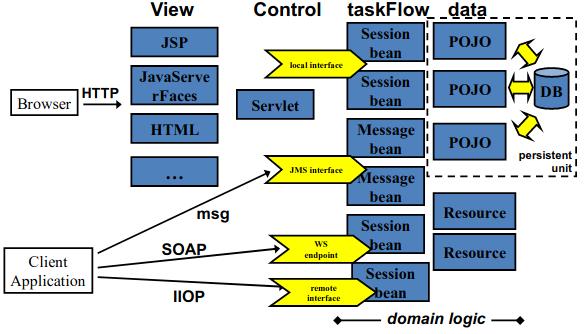 View
Control
taskFlow
data
JSP
JavaServe
rFaces
HTML
...
Browser
HTTP
Servlet
local interface
Session
bean
Session
bean
Message
bean
JMS interface
Message
bean
WS
endpoint
Session
bean
remote
interface
Session
bean
POJO
POJO
POJO
DB
persistent
unit
Resource
Resource
msg
SOAP
IIOP
Client
Application
domain logic